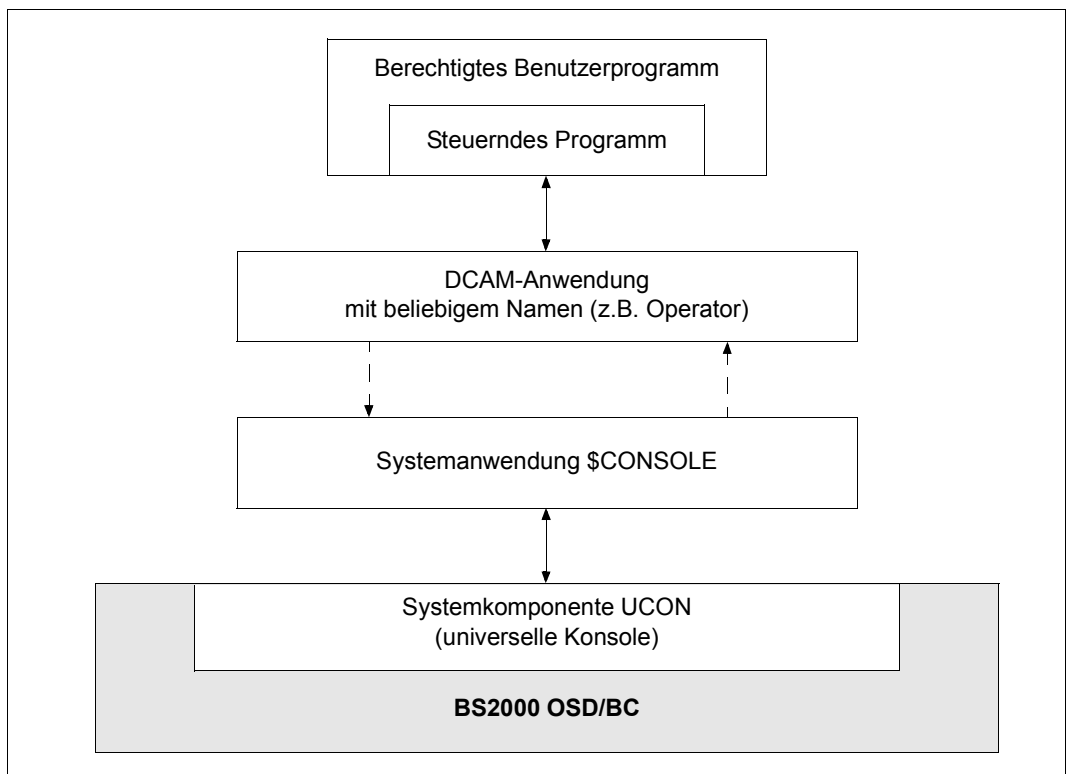 Berechtigtes Benutzerprogramm
Steuerndes Programm
DCAM-Anwendung
mit beliebigem Namen (z.B. Operator)
Systemanwendung $CONSOLE
Systemkomponente UCON
(universelle Konsole)
BS2000 OSD/BC